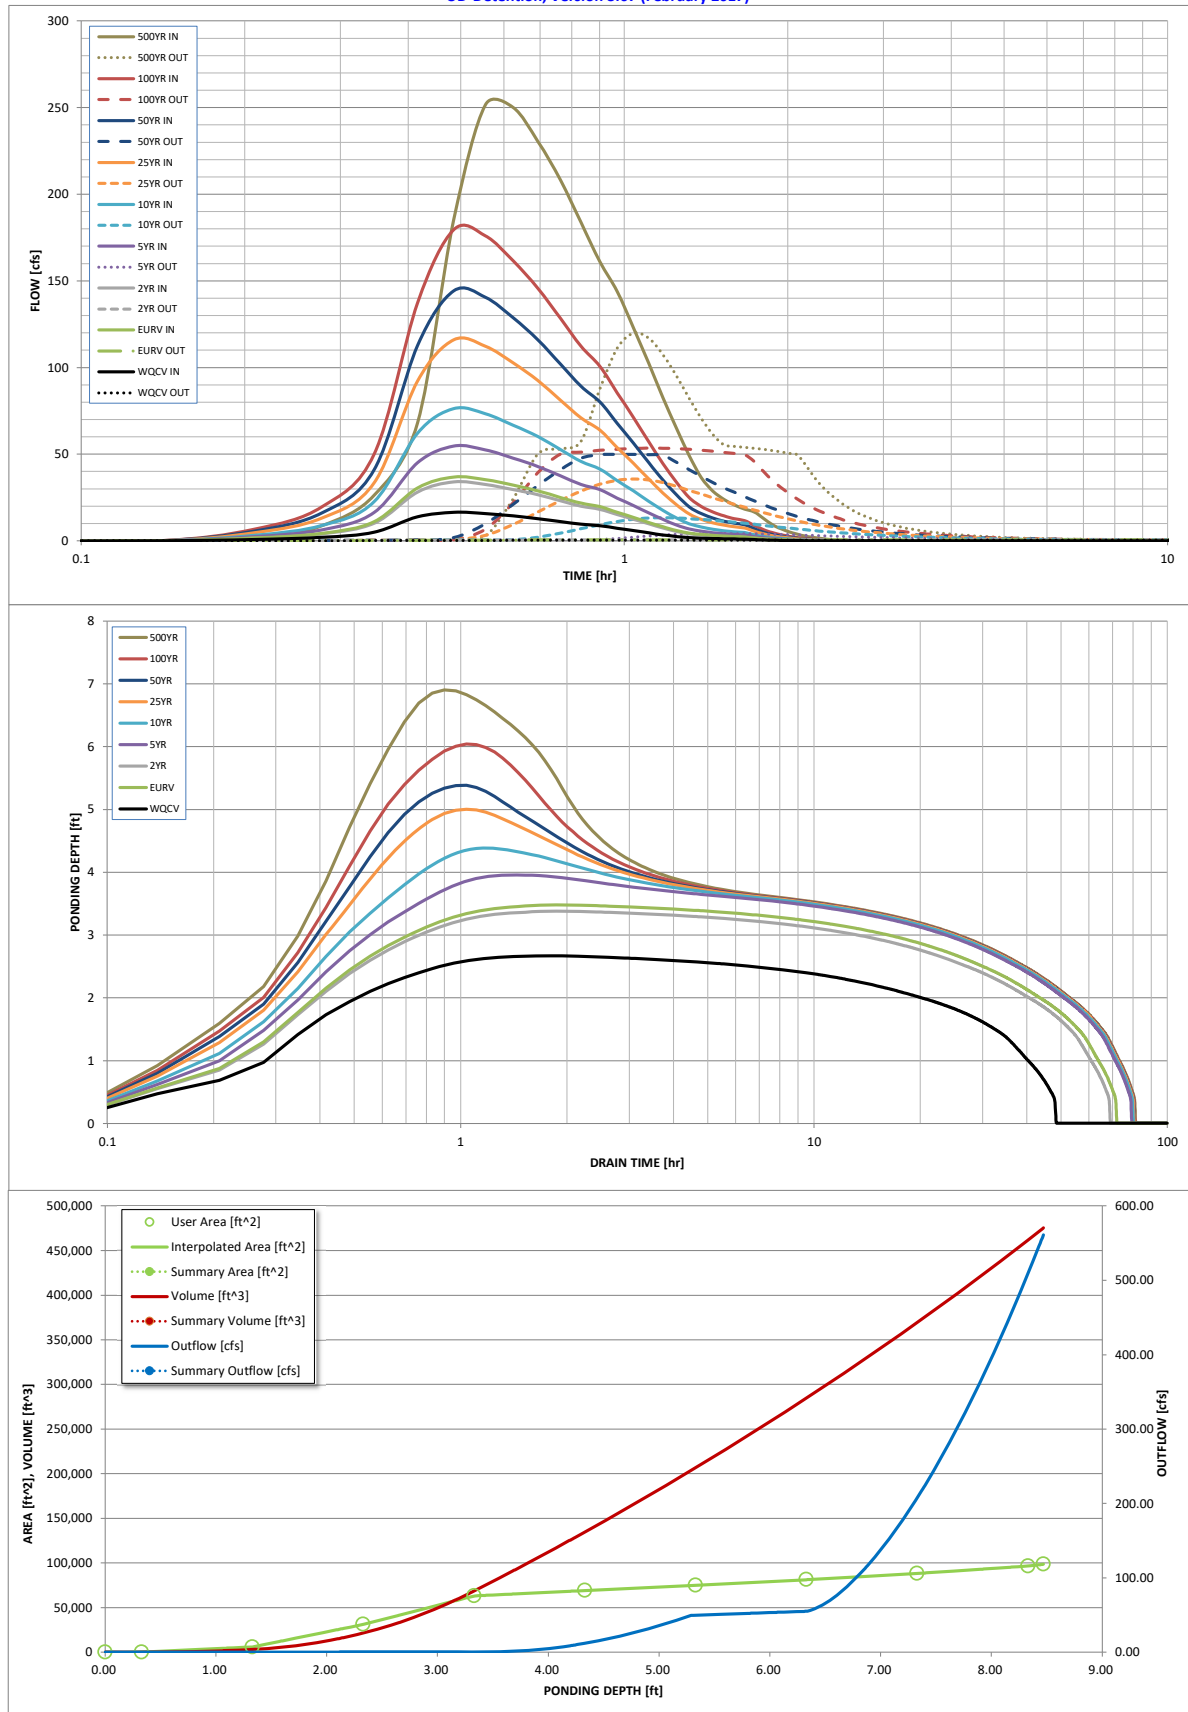 300
250
200
150
100
50
0
FLOW [cfs]
500YR IN
500YR OUT
100YR IN
100YR OUT
50YR IN
50YR OUT
25YR IN
25YR OUT
10YR IN
10YR OUT
5YR IN
5YR OUT
2YR IN
2YR OUT
EURV IN
EURV OUT
WQCV IN
WQCV OUT
0.1
1
10
TIME [hr]
8
7
6
5
4
3
2
1
0
PONDING DEPTH [ft]
500YR
100YR
50YR
25YR
10YR
5YR
2YR
EURV
WQCV
0.1
1
10
100
DRAIN TIME [hr]
500,000
450,000
400,000
350,000
300,000
250,000
200,000
150,000
100,000
50,000
0
AREA [ft^2], VOLUME [ft^3]
User Area [ft^2]
Interpolated Area [ft^2]
Summary Area [ft^2]
Volume [ft^3]
Summary Volume [ft^3]
Outflow [cfs]
Summary Outflow [cfs]
600.00
500.00
400.00
300.00
200.00
100.00
0.00
OUTFLOW [cfs]
0.00
1.00
2.00
3.00
4.00
5.00
6.00
7.00
8.00
9.00
PONDING DEPTH [ft]